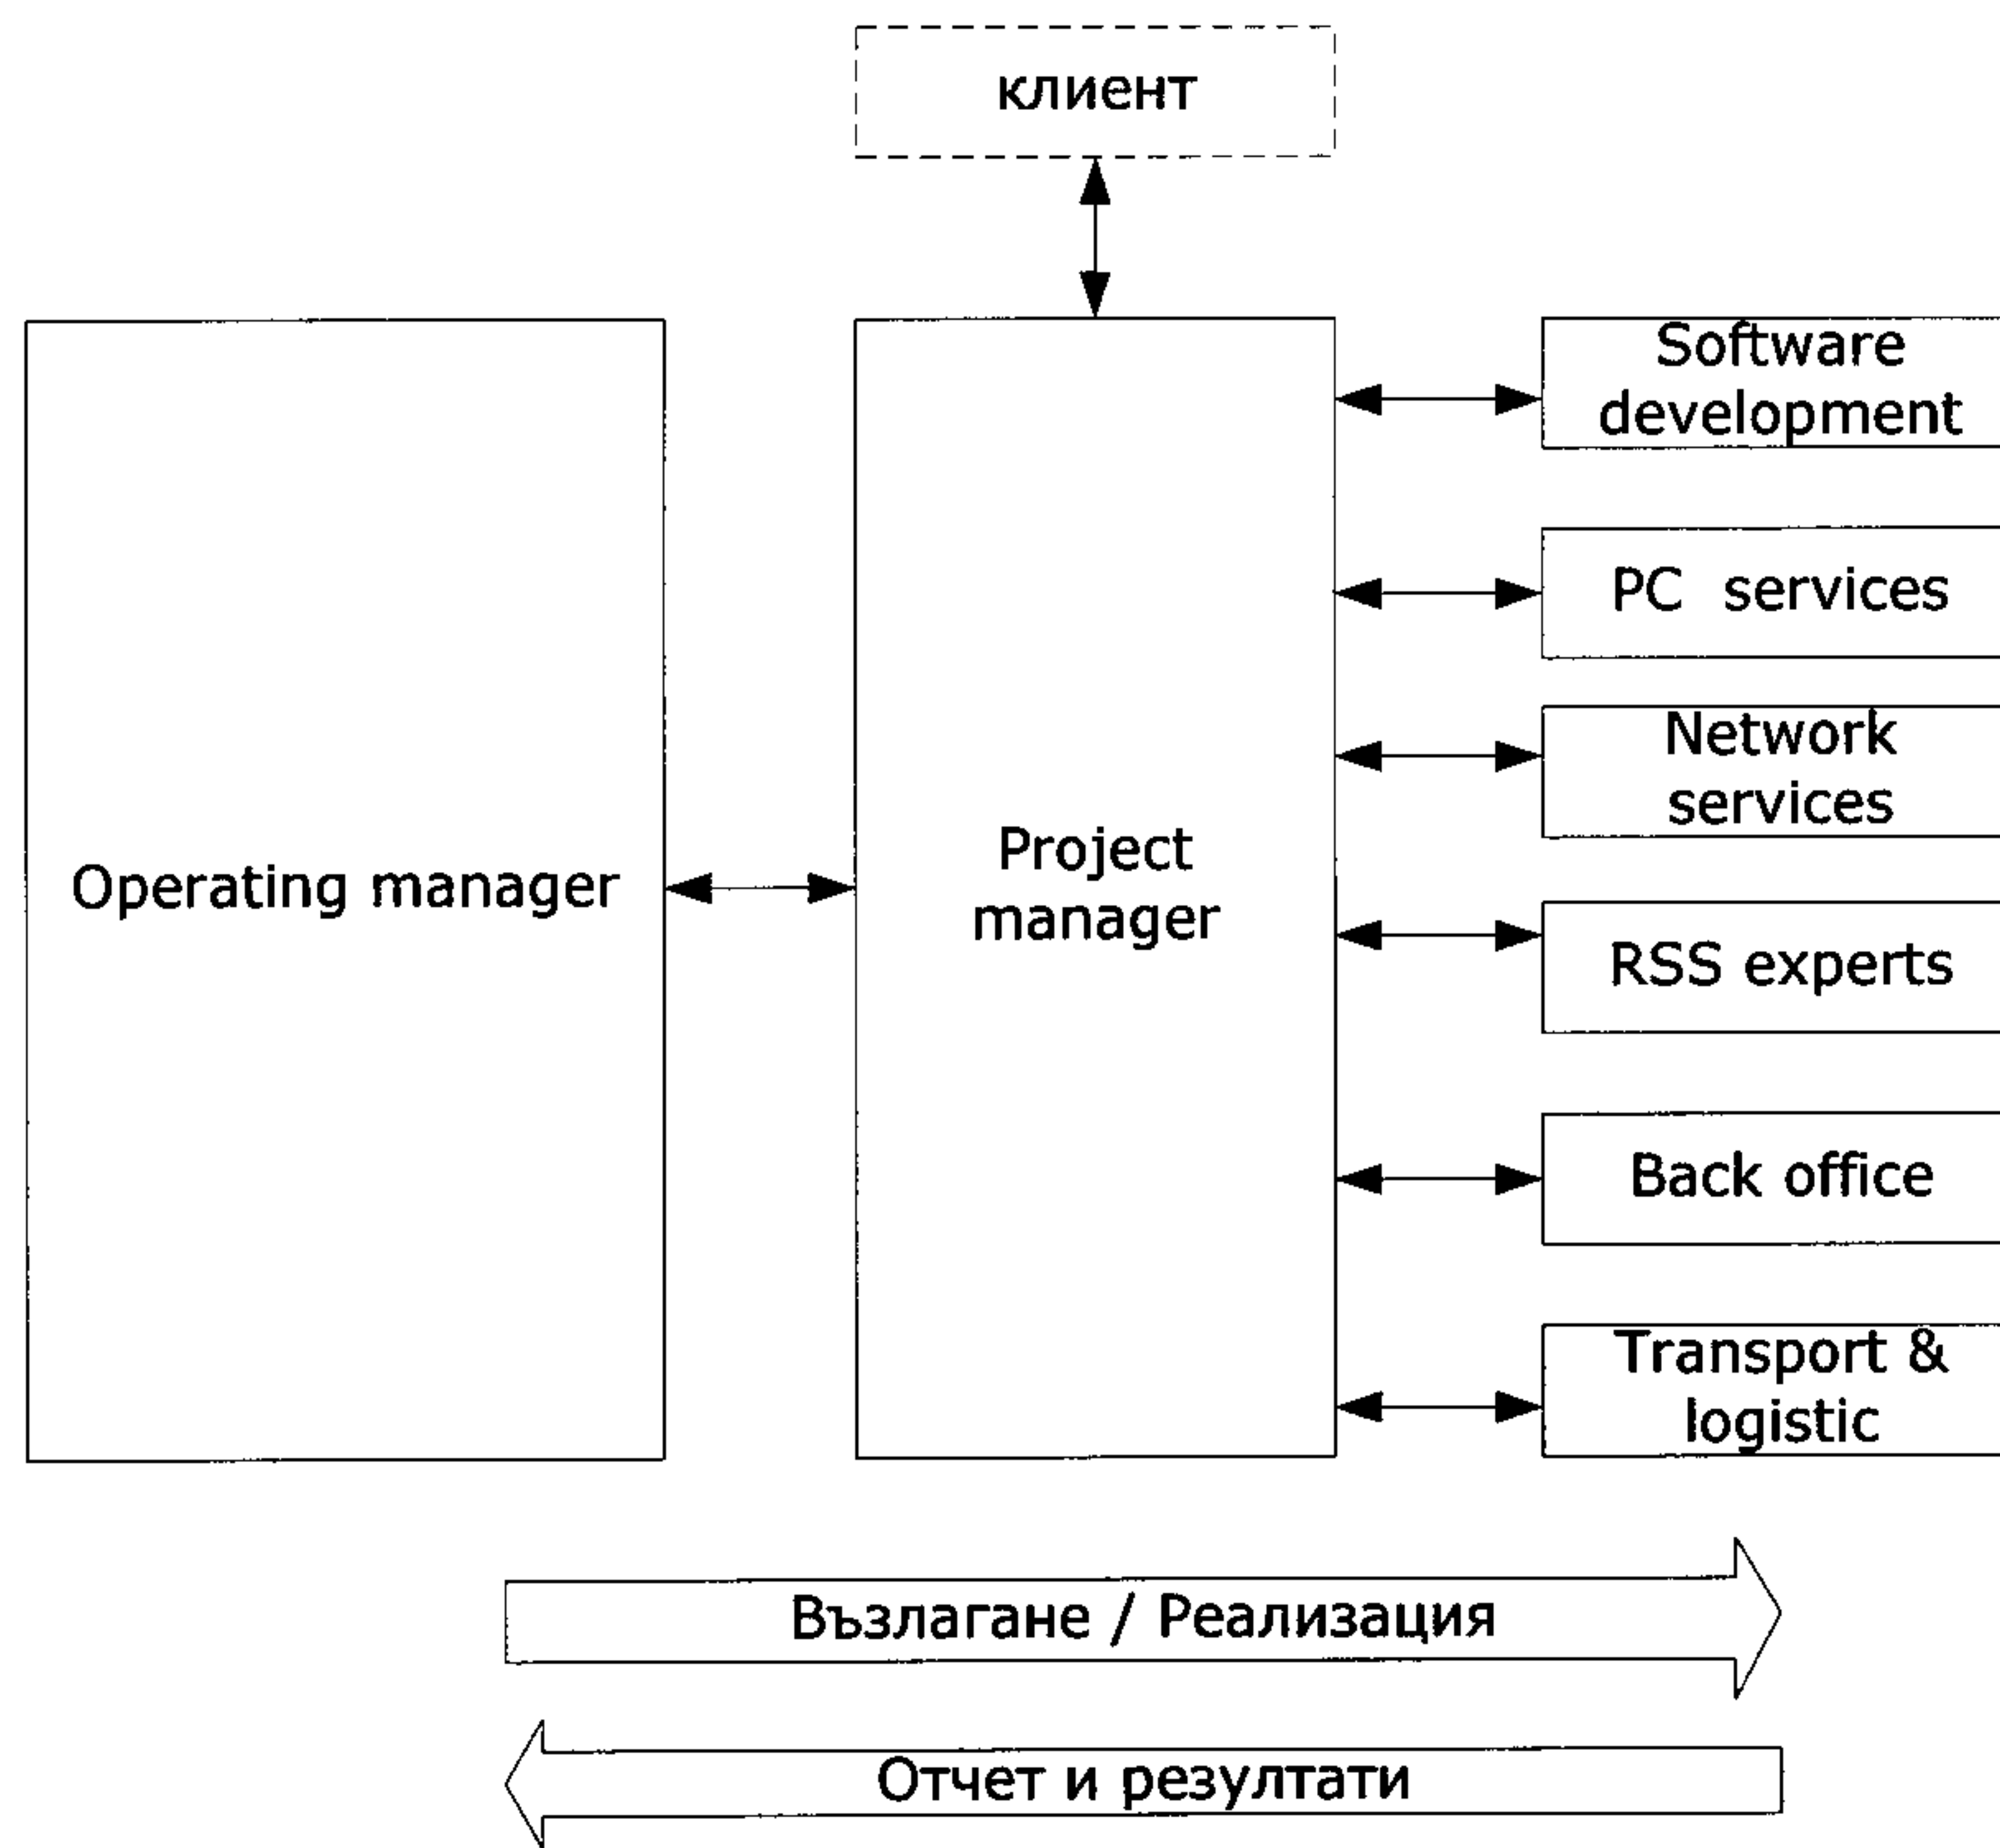 клиент
Operating manager
Project
manager
Software
development
PC services
Network
services
RSS experts
Back office
Transport &
logistic
Възлагане / Реализация
Отчет и резултати